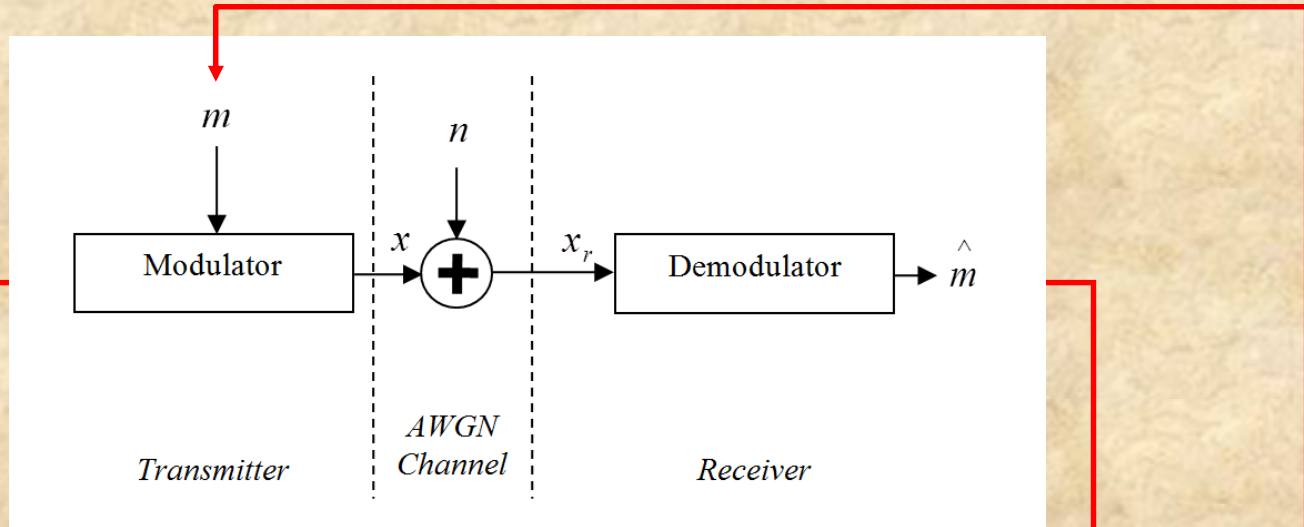 m
n
Modulator
x
x_r
Demodulator
m̂
AWGN
Channel
Transmitter
Receiver